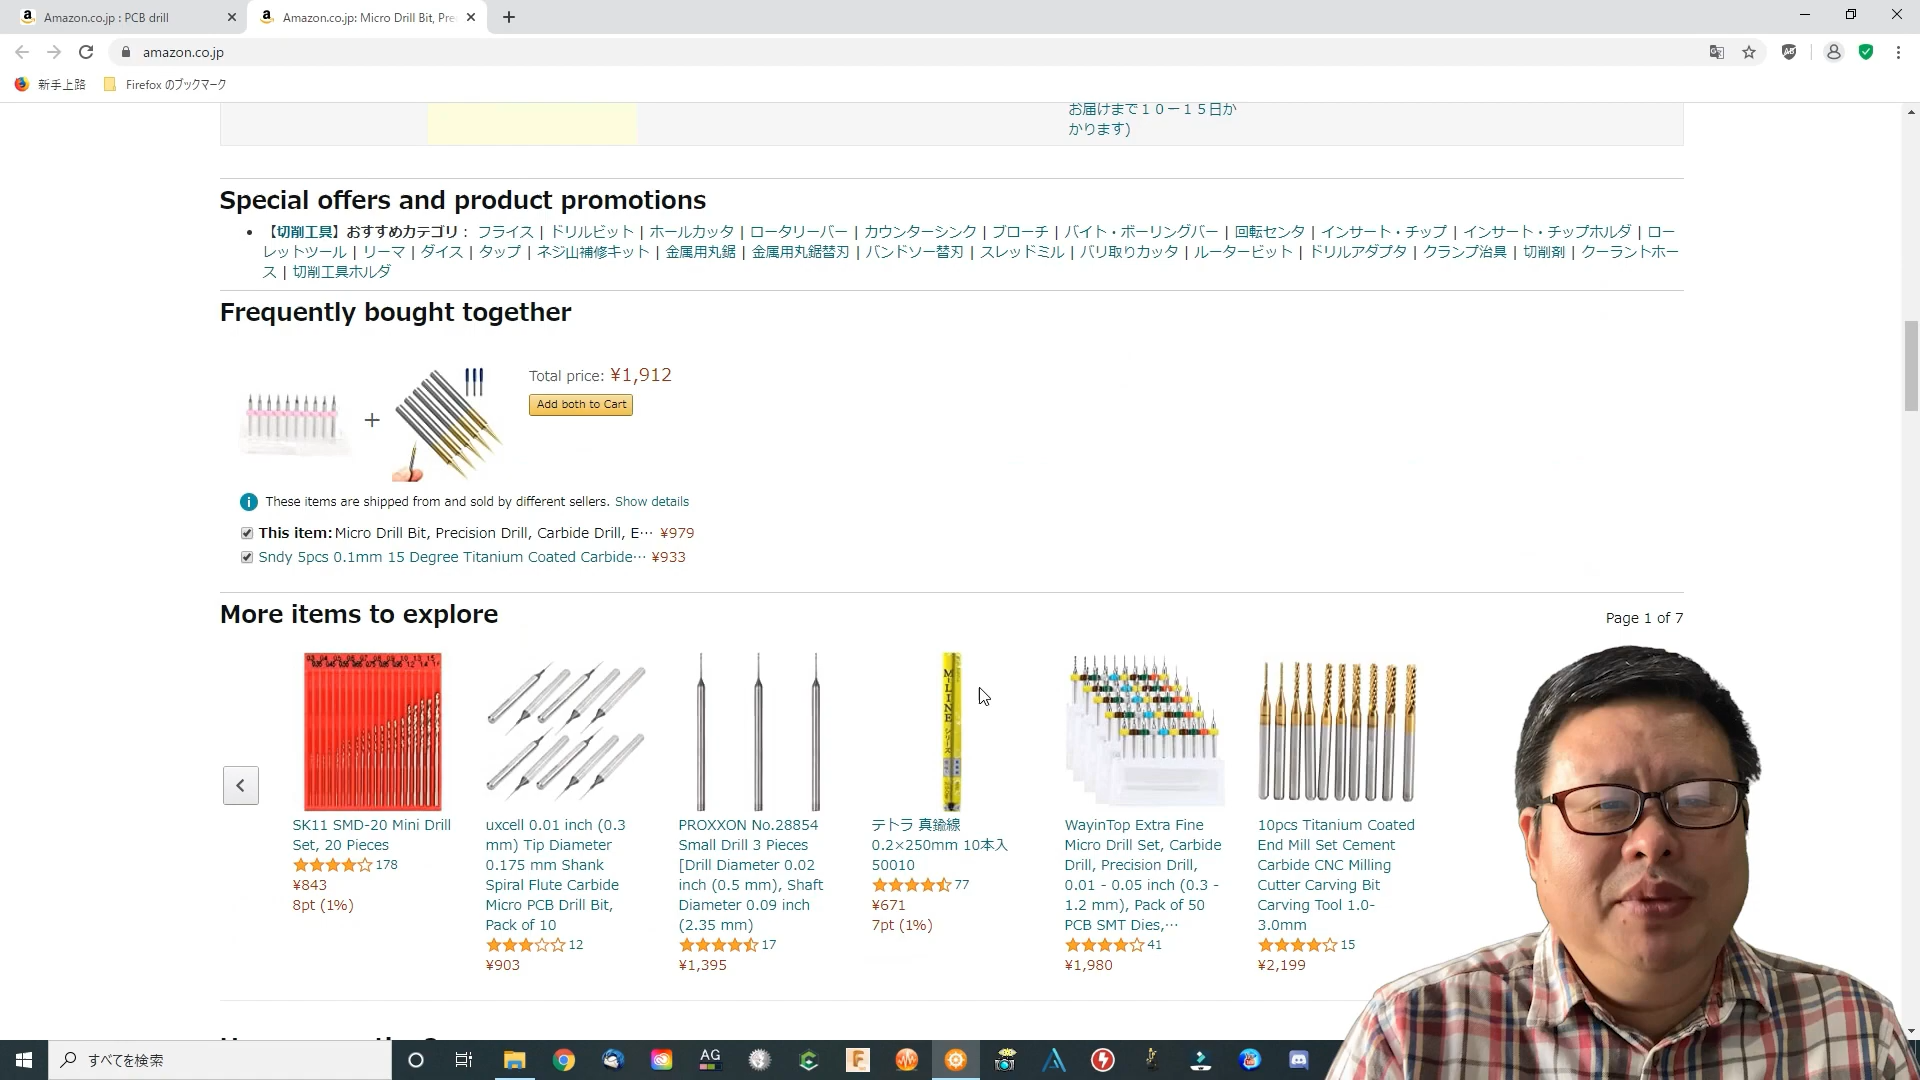 Amazon.co.jp : PCB drill
Amazon.co.jp: Micro Drill Bit, Pre
amazon.co.jp
新手上路
Firefox のブックマーク
お届けまで１０ー１５日か
かります)
Special offers and product promotions
【切削工具】おすすめカテゴリ： フライス | ドリルビット | ホールカッタ | ロータリーバー | カウンターシンク | ブローチ | バイト・ボーリングバー | 回転センタ | インサート・チップ | インサート・チップホルダ | ロー
レットツール | リーマ | ダイス | タップ | ネジ山補修キット | 金属用丸鋸 | 金属用丸鋸替刃 | バンドソー替刃 | スレッドミル | バリ取りカッタ | ルータービット | ドリルアダプタ | クランプ治具 | 切削剤 | クーラントホー
ス | 切削工具ホルダ
Frequently bought together
Total price: ¥1,912
Add both to Cart
These items are shipped from and sold by different sellers. Show details
This item: Micro Drill Bit, Precision Drill, Carbide Drill, E… ¥979
Sndy 5pcs 0.1mm 15 Degree Titanium Coated Carbide… ¥933
More items to explore
Page 1 of 7
M-LINE
シリーズ
SK11 SMD-20 Mini Drill
Set, 20 Pieces
178
¥843
8pt (1%)
uxcell 0.01 inch (0.3
mm) Tip Diameter
0.175 mm Shank
Spiral Flute Carbide
Micro PCB Drill Bit,
Pack of 10
12
¥903
PROXXON No.28854
Small Drill 3 Pieces
[Drill Diameter 0.02
inch (0.5 mm), Shaft
Diameter 0.09 inch
(2.35 mm)
17
¥1,395
テトラ 真鍮線
0.2×250mm 10本入
50010
77
¥671
7pt (1%)
WayinTop Extra Fine
Micro Drill Set, Carbide
Drill, Precision Drill,
0.01 - 0.05 inch (0.3 -
1.2 mm), Pack of 50
PCB SMT Dies,…
41
¥1,980
10pcs Titanium Coated
End Mill Set Cement
Carbide CNC Milling
Cutter Carving Bit
Carving Tool 1.0-
3.0mm
15
¥2,199
すべてを検索
AG